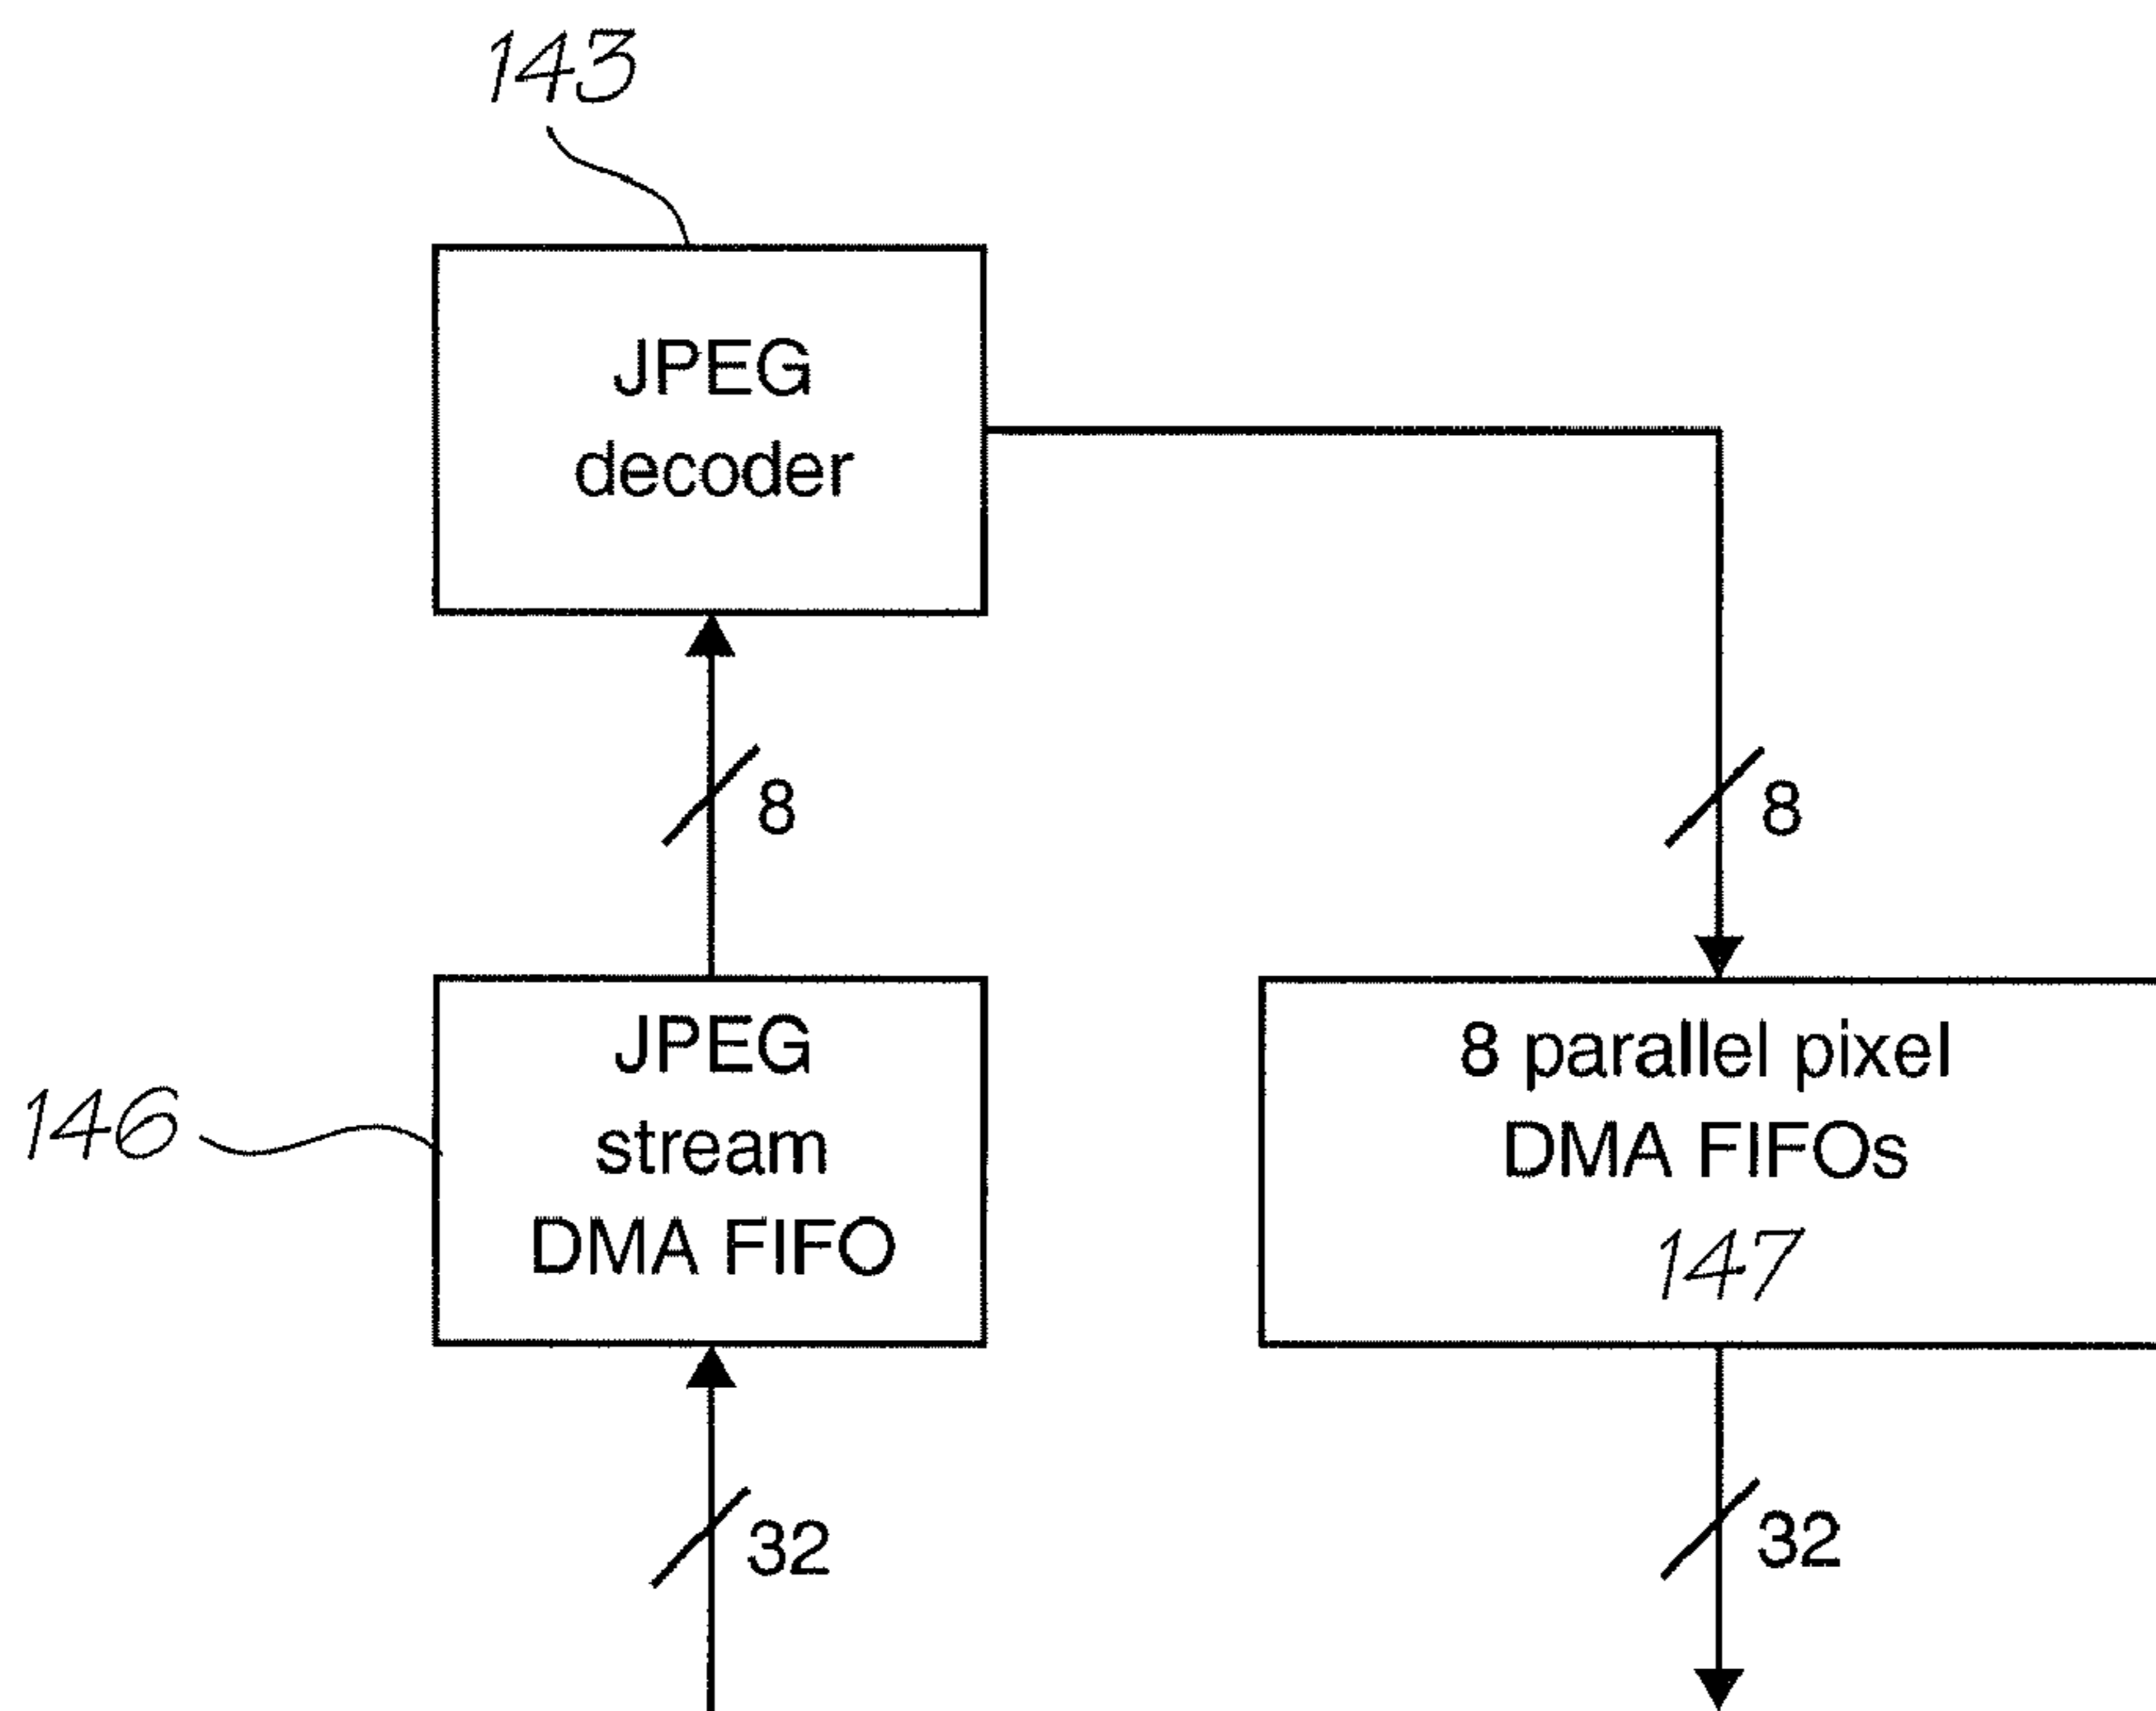 143
JPEG
decoder
8
8
JPEG
stream
DMA FIFO
146
8 parallel pixel
DMA FIFOs
147
32
32